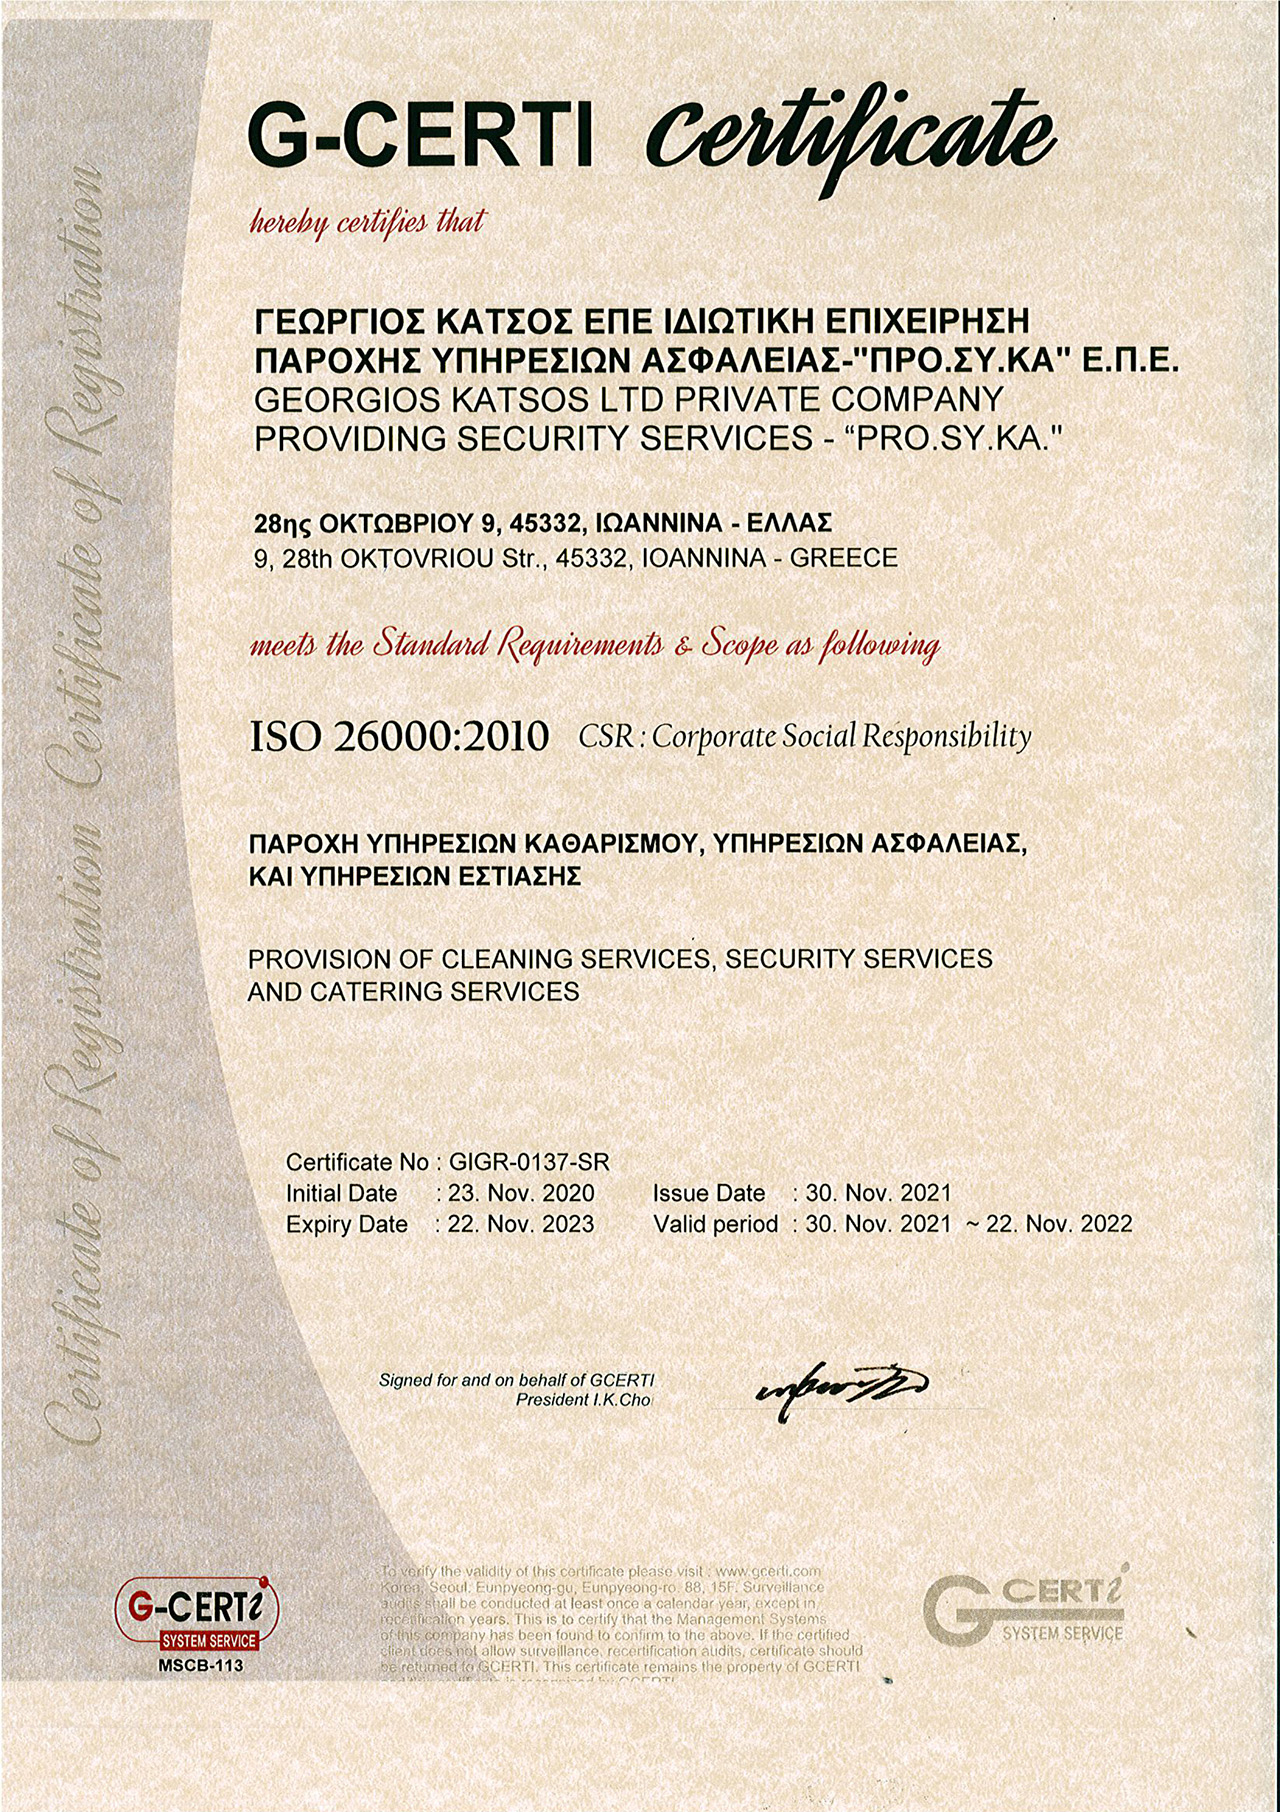 G-CERTI Certificate
hereby certifies that
ΓΕΩΡΓΙΟΣ ΚΑΤΣΟΣ ΕΠΕ ΙΔΙΩΤΙΚΗ ΕΠΙΧΕΙΡΗΣΗ
ΠΑΡΟΧΗΣ ΥΠΗΡΕΣΙΩΝ ΑΣΦΑΛΕΙΑΣ-"ΠΡΟ.ΣΥ.ΚΑ" Ε.Π.Ε.
GEORGIOS KATSOS LTD PRIVATE COMPANY
PROVIDING SECURITY SERVICES - “PRO.SY.KA."
28ης ΟΚΤΩΒΡΙΟΥ 9, 45332, ΙΩΑΝΝΙΝΑ - ΕΛΛΑΣ
9, 28th OKTOVRIOU Str., 45332, IOANNINA - GREECE
meets the Standard Requirements & Scope as following
ISO 26000:2010 CSR : Corporate Social Responsibility
ΠΑΡΟΧΗ ΥΠΗΡΕΣΙΩΝ ΚΑΘΑΡΙΣΜΟΥ, ΥΠΗΡΕΣΙΩΝ ΑΣΦΑΛΕΙΑΣ,
ΚΑΙ ΥΠΗΡΕΣΙΩΝ ΕΣΤΙΑΣΗΣ
PROVISION OF CLEANING SERVICES, SECURITY SERVICES
AND CATERING SERVICES
Certificate No : GIGR-0137-SR
Initial Date : 23. Nov. 2020 Issue Date : 30. Nov. 2021
Expiry Date : 22. Nov. 2023 Valid period : 30. Nov. 2021 ~ 22. Nov. 2022
Signed for and on behalf of GCERTI
President I.K.Cho
Certificate of Registration Certificate of Registration
G-CERTi
SYSTEM SERVICE
MSCB-113
To verify the validity of this certificate please visit : www.gcerti.com
Korea, Seoul, Eunpyeong-gu, Eunpyeong-ro 88, 15F. Surveillance
audits shall be conducted at least once a calendar year, except in
recertification years. This is to certify that the Management Systems
of this company has been found to confirm to the above. If the certified
client does not allow surveillance, recertification audits, certificate should
be returned to GCERTI. This certificate remains the property of GCERTI
G CERTi
SYSTEM SERVICE